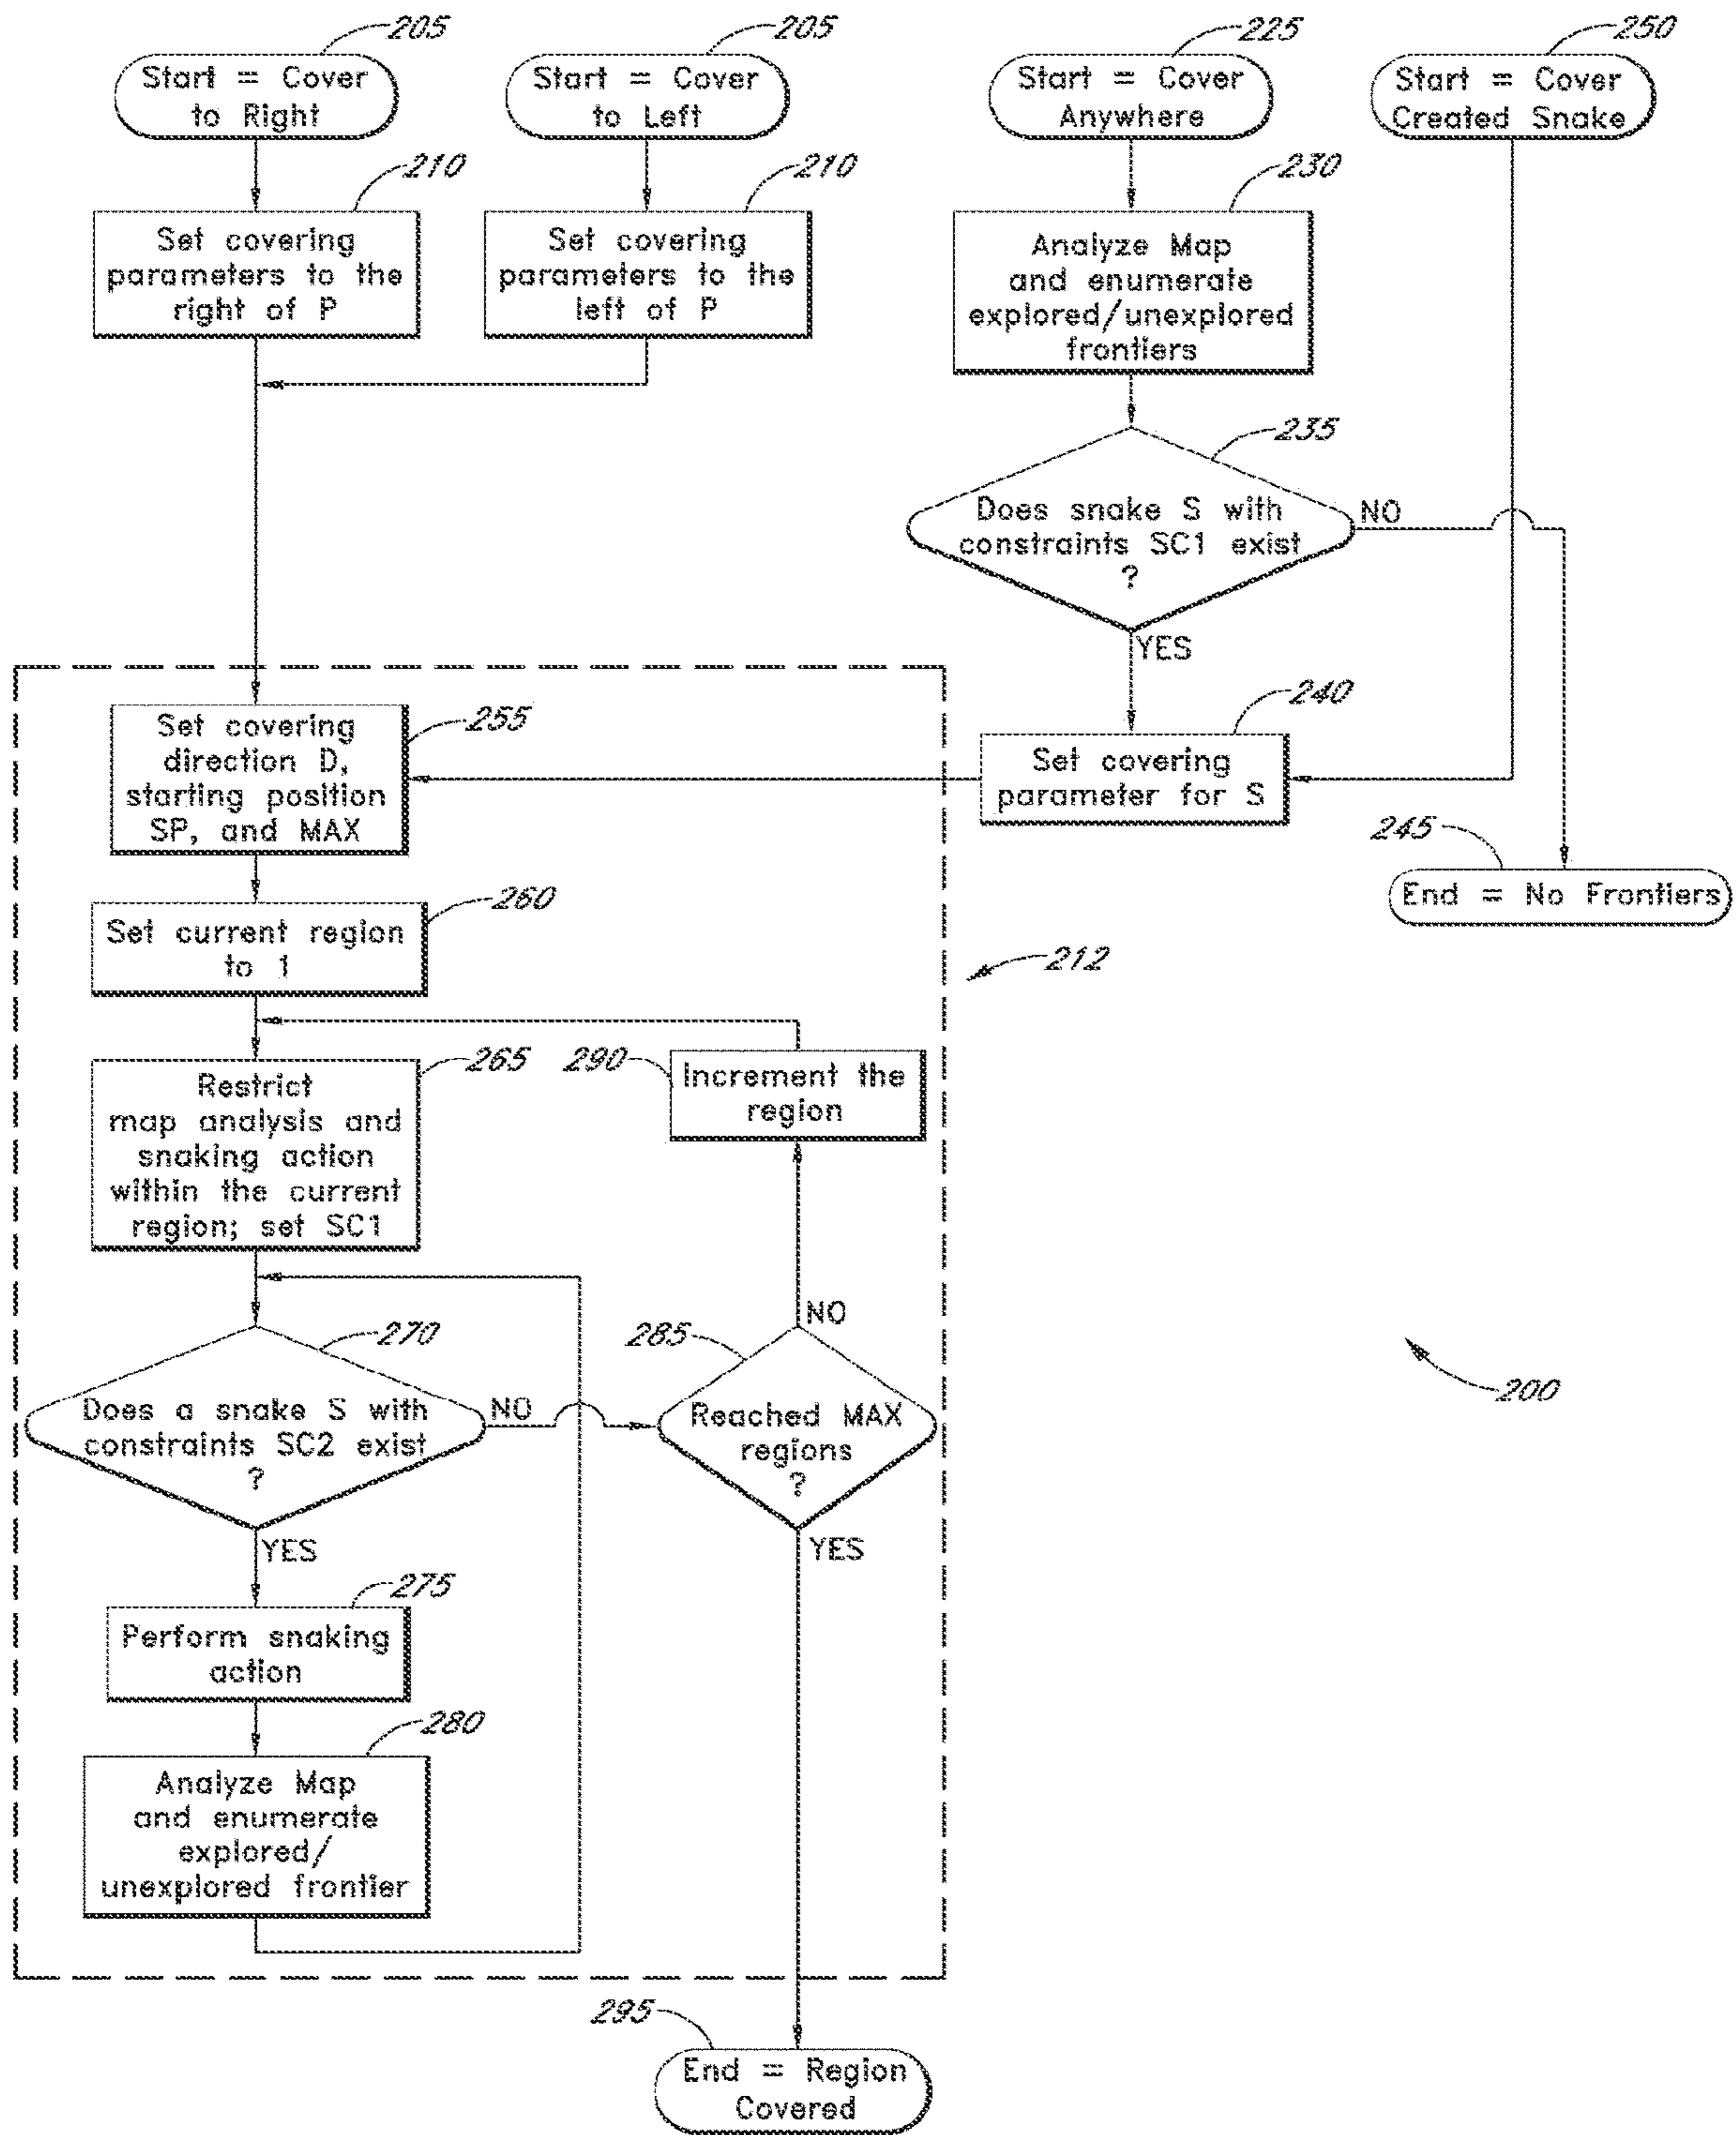 205
Start = Cover
to Right
205
Start = Cover
to Left
225
Start = Cover
Anywhere
250
Start = Cover
Created Snake
210
Set covering
parameters to the
right of P
210
Set covering
parameters to the
left of P
230
Analyze Map
and enumerate
explored/unexplored
frontiers
235
Does snake S with
constraints SC1 exist
?
NO
YES
240
Set covering
parameter for S
245
End = No Frontiers
255
Set covering
direction D,
starting position
SP, and MAX
260
Set current region
to 1
212
265
Restrict
map analysis and
snaking action
within the current
region; set SC1
290
Increment the
region
270
Does a snake S with
constraints SC2 exist
?
NO
YES
285
Reached MAX
regions
?
NO
YES
200
275
Perform snaking
action
280
Analyze Map
and enumerate
explored/
unexplored frontier
295
End = Region
Covered